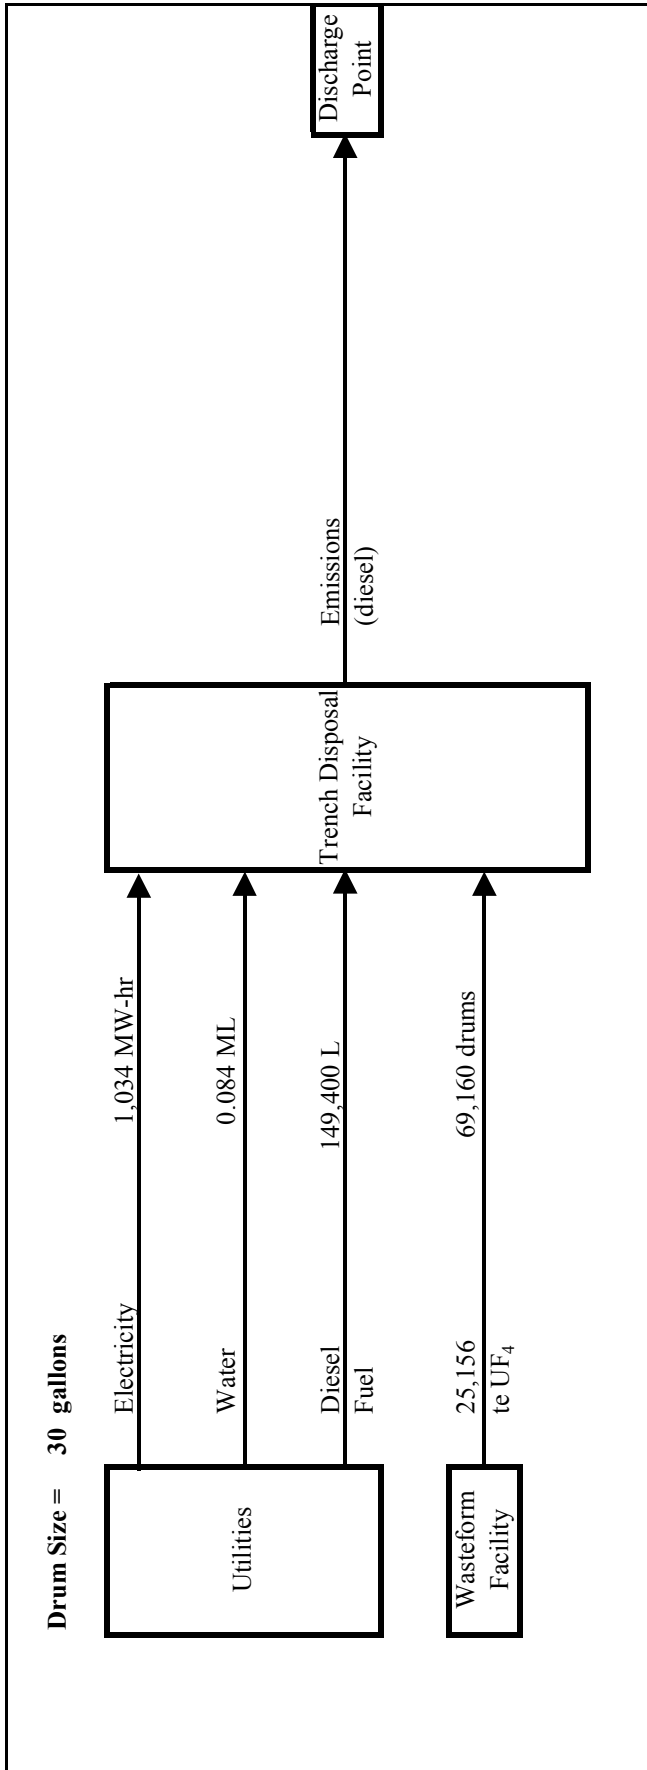 Drum Size = 30 gallons
Utilities
Electricity
1,034 MW-hr
Water
0.084 ML
Diesel
Fuel
149,400 L
Wasteform
Facility
25,156
te UF₄
69,160 drums
Trench Disposal
Facility
Emissions
(diesel)
Discharge
Point